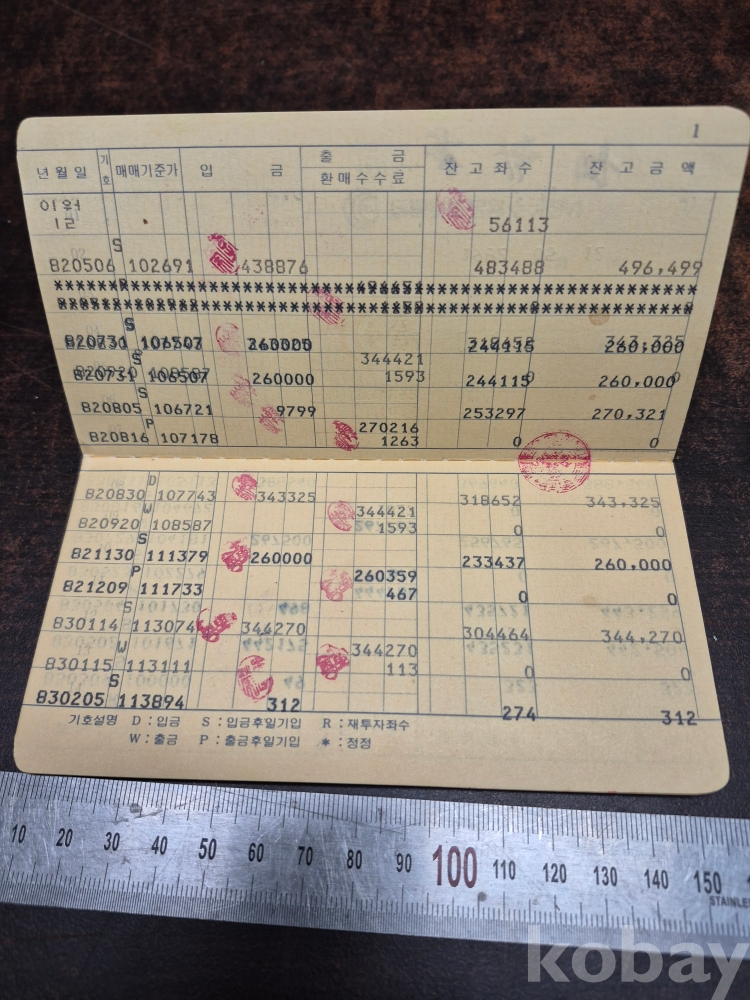 1
년월일 기호 매매기준가 입 금 출 금 잔고좌수 잔고금액
환매수수료
이월
1군
56113
S
820506 102691 438876 483488 496,499
************************************************
************************************************
S
106507 260000 244115 260,000
344421
S
820731 106507 260000 1593 244115 260,000
S
820805 106721 9799 253297 270,321
P 270216
820816 107178 1263 0 0
D
820830 107743 343325 318652 343,325
W 344421
820920 108587 1593 0 0
S
821130 111379 260000 233437 260,000
P 260359
821209 111733 467 0 0
S
830114 113074 344270 304464 344,270
W 344270
830115 113111 113 0 0
S
830205 113894 312 274 312
기호설명 D : 입금 S : 입금후일기입 R : 재투자좌수
W : 출금 P : 출금후일기입 * : 정정
10 20 30 40 50 60 70 80 90 100 110 120 130 140 150
STAINLE
kobay